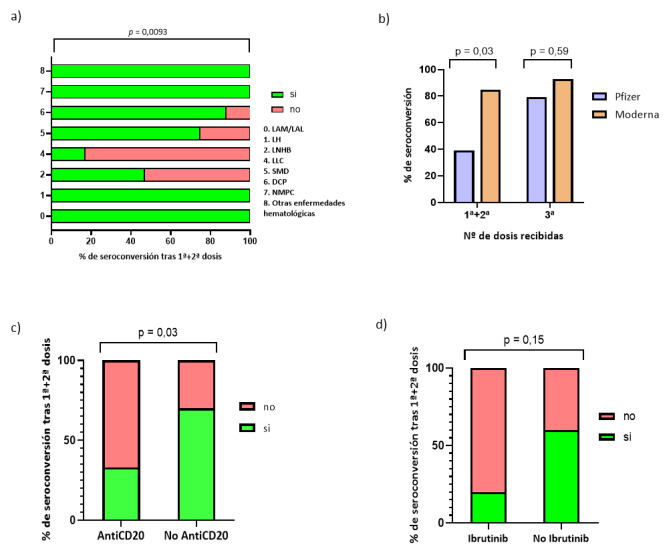 a)
p = 0,0093
8
7
6
5
4
2
1
0
0 20 40 60 80 100
% de seroconversión tras 1ª+2ª dosis
si
no
0. LAM/LAL
1. LH
2. LNHB
4. LLC
5. SMD
6. DCP
7. NMPC
8. Otras enfermedades
hematológicas
b)
p = 0,03 p = 0,59
% de seroconversión
100
80
60
40
20
0
1ª+2ª 3ª
Nº de dosis recibidas
Pfizer
Moderna
c)
p = 0,03
% de seroconversión tras 1ª+2ª dosis
100
50
0
AntiCD20 No AntiCD20
no
si
d)
p = 0,15
% de seroconversión tras 1ª+2ª dosis
100
50
0
Ibrutinib No Ibrutinib
no
si